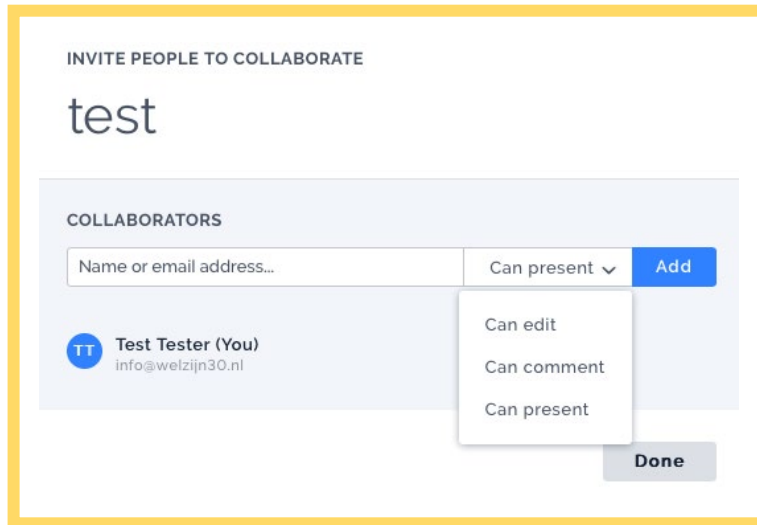 INVITE PEOPLE TO COLLABORATE
test
COLLABORATORS
Name or email address...
Can present
Add
Can edit
Can comment
Can present
TT
Test Tester (You)
info@welzijn30.nl
Done